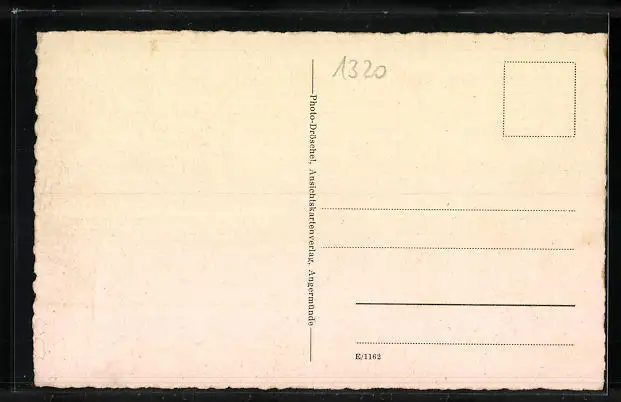 1320
Photo-Dröschel, Ansichtskartenverlag, Angermünde
E/1162